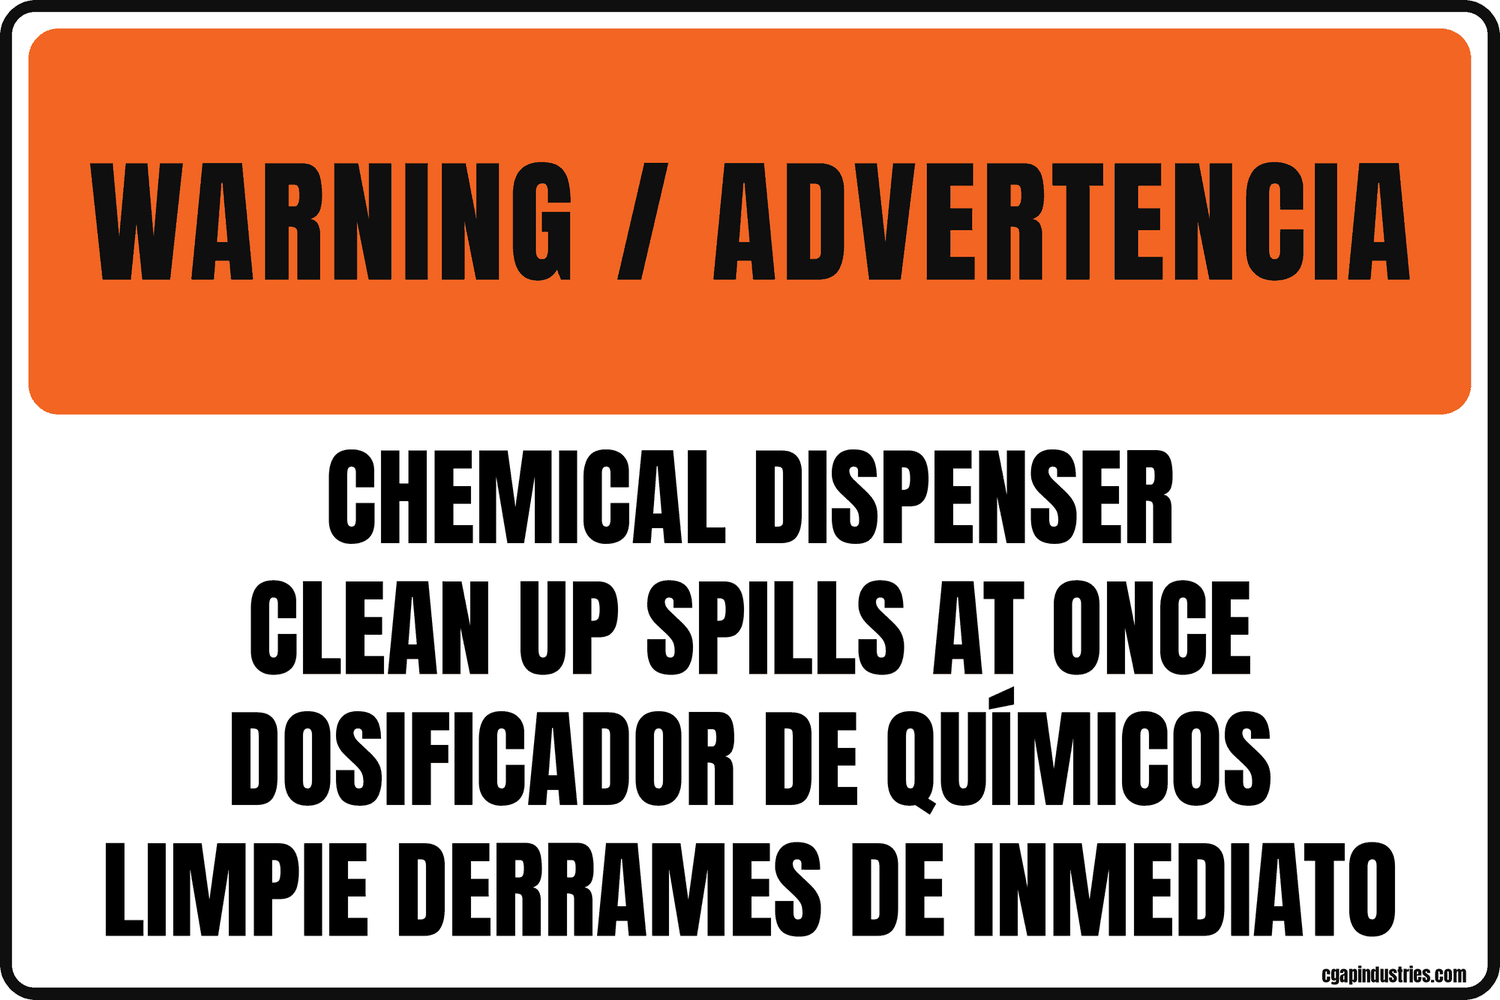 WARNING / ADVERTENCIA
CHEMICAL DISPENSER
CLEAN UP SPILLS AT ONCE
DOSIFICADOR DE QUÍMICOS
LIMPIE DERRAMES DE INMEDIATO
cgapindustries.com